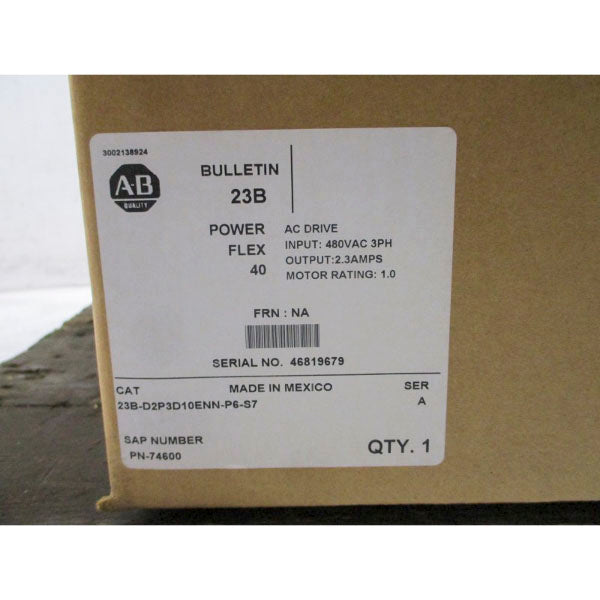 3002138924
A-B
QUALITY
BULLETIN
23B
POWER
FLEX
40
AC DRIVE
INPUT: 480VAC 3PH
OUTPUT:2.3AMPS
MOTOR RATING: 1.0
FRN : NA
SERIAL NO. 46819679
CAT
MADE IN MEXICO
SER
23B-D2P3D10ENN-P6-S7
A
SAP NUMBER
PN-74600
QTY. 1